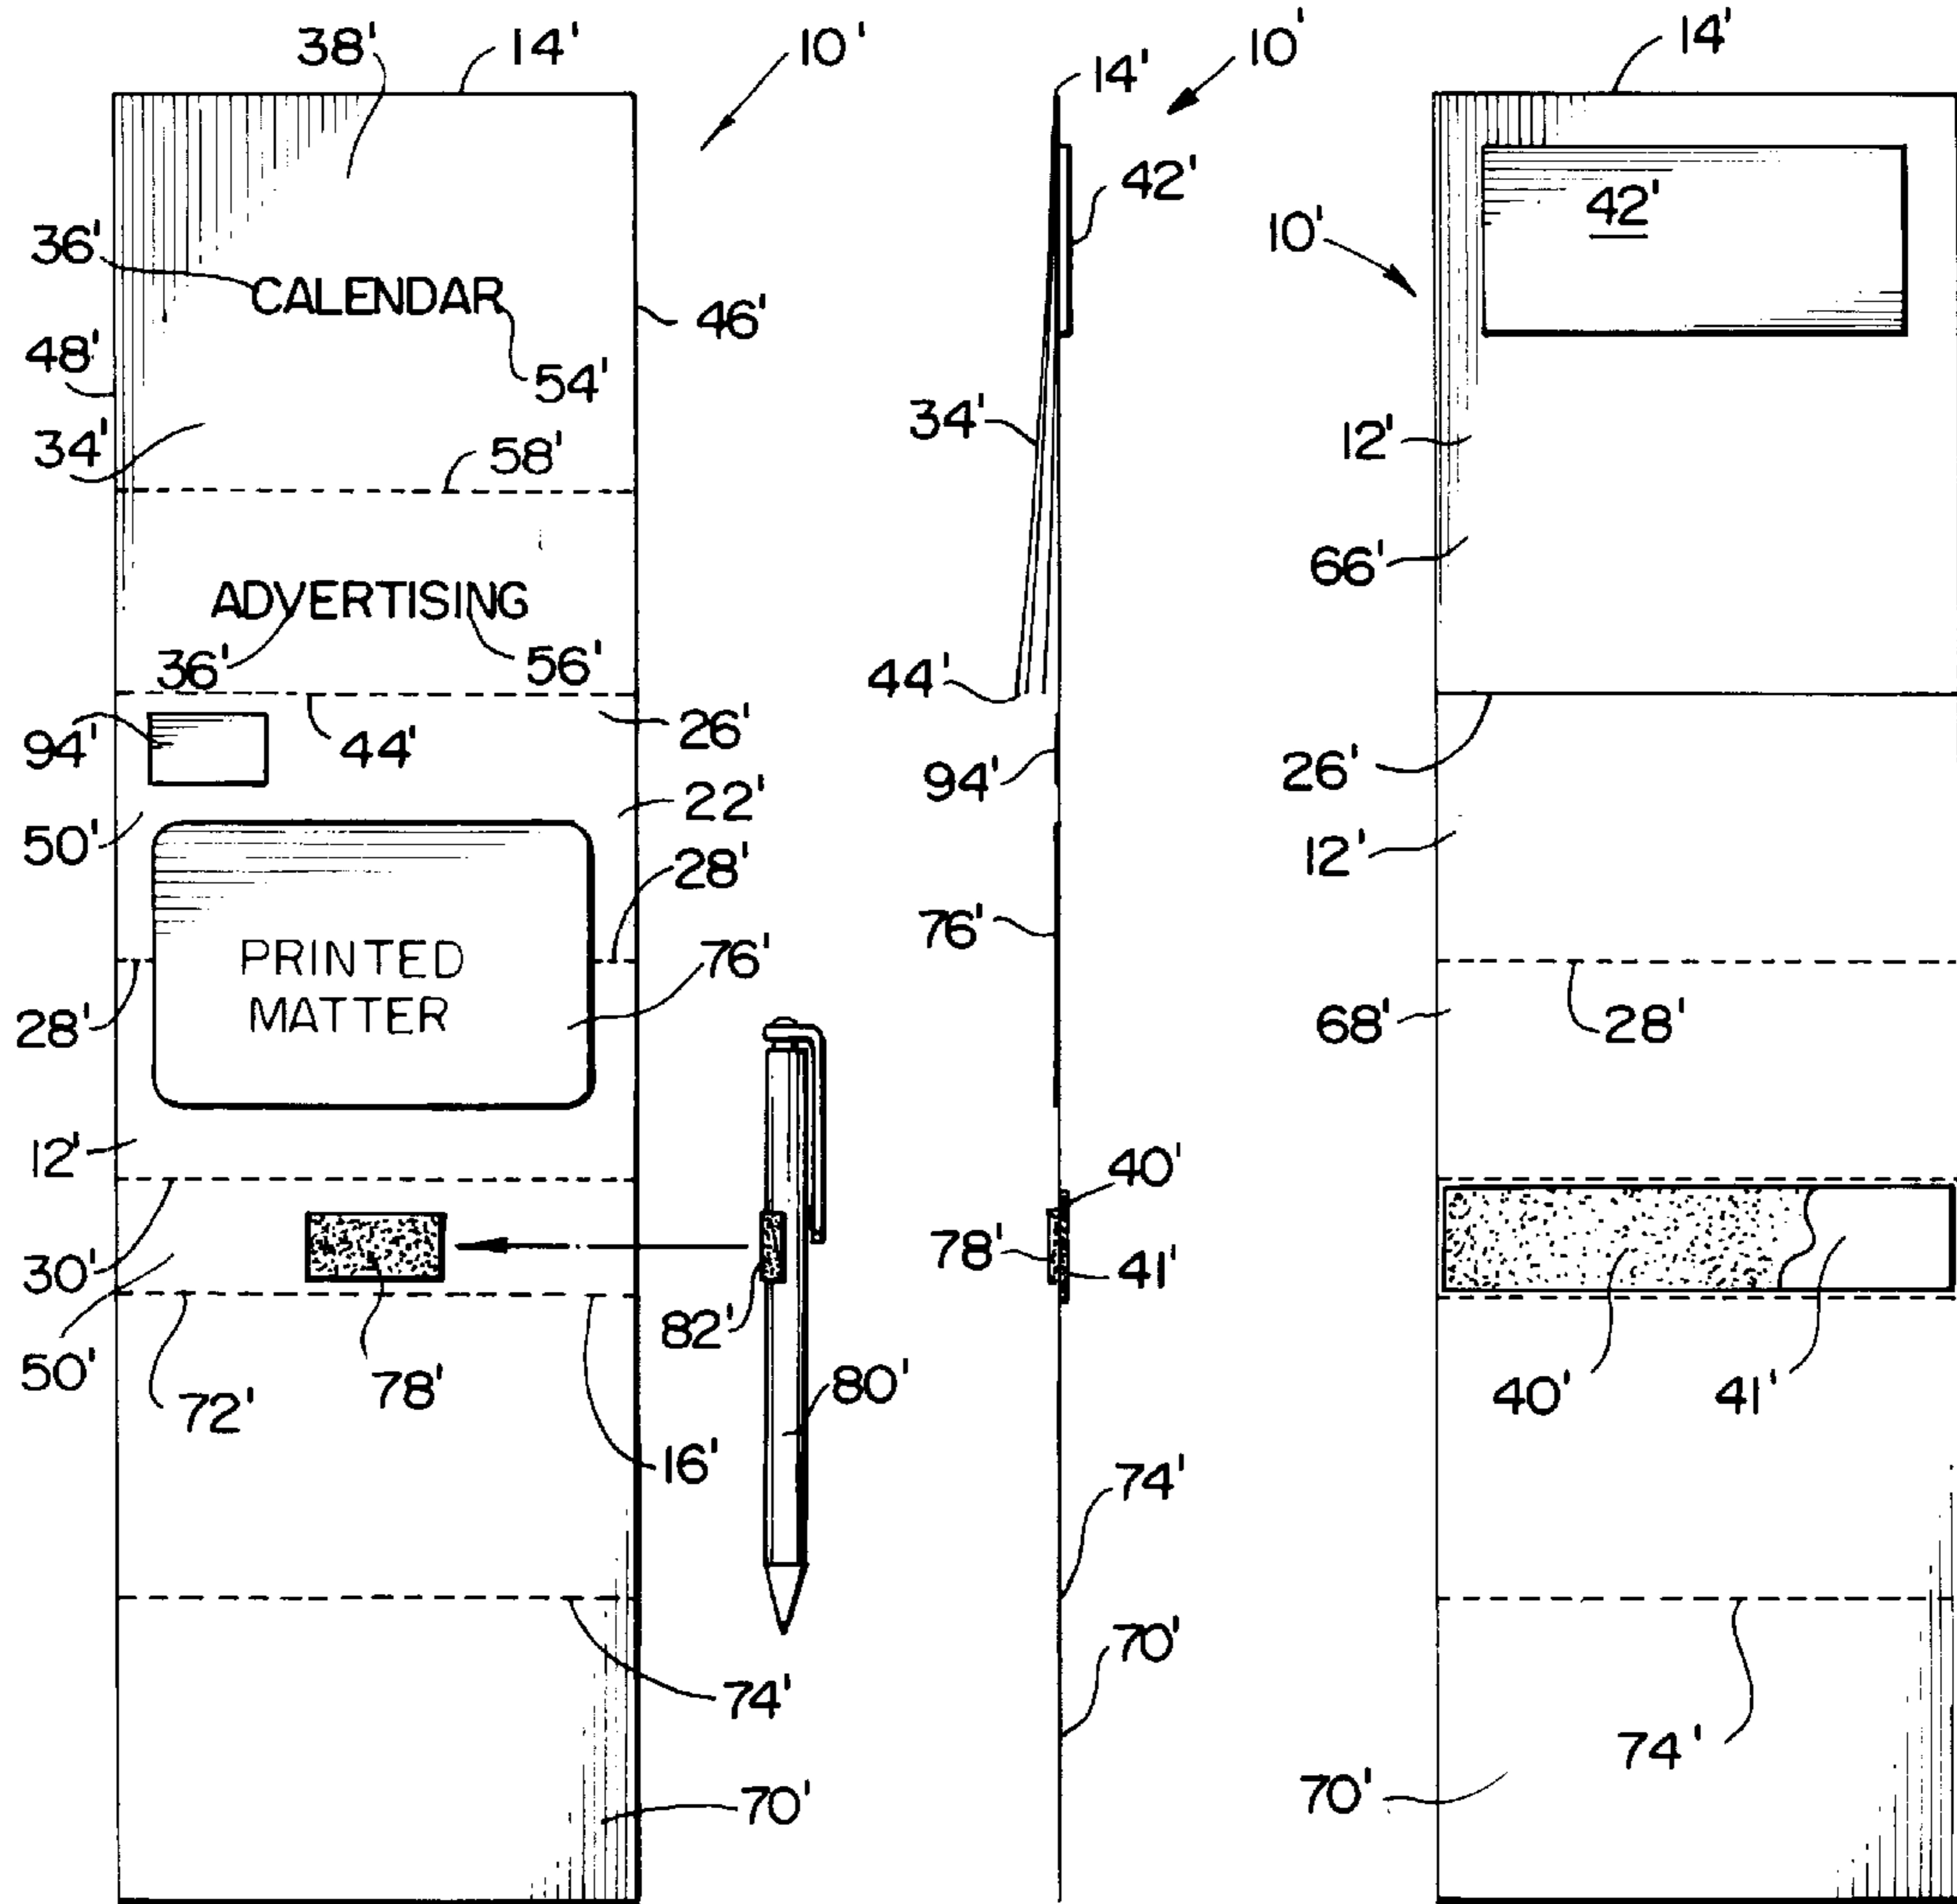 38' 14' 10' 14' 10' 14'
42' 42'
36' CALENDAR 46' 10'
48' 54'
34' 58' 34' 12'
ADVERTISING 66'
36' 56' 44'
94' 44' 26' 94' 26'
50' 22' 12'
28'
PRINTED 76' 76'
MATTER
28' 68' 28'
12' 40'
30' 78' 41'
82'
50' 72' 78' 80' 40' 41'
16' 74'
74' 70' 74'
70' 70'